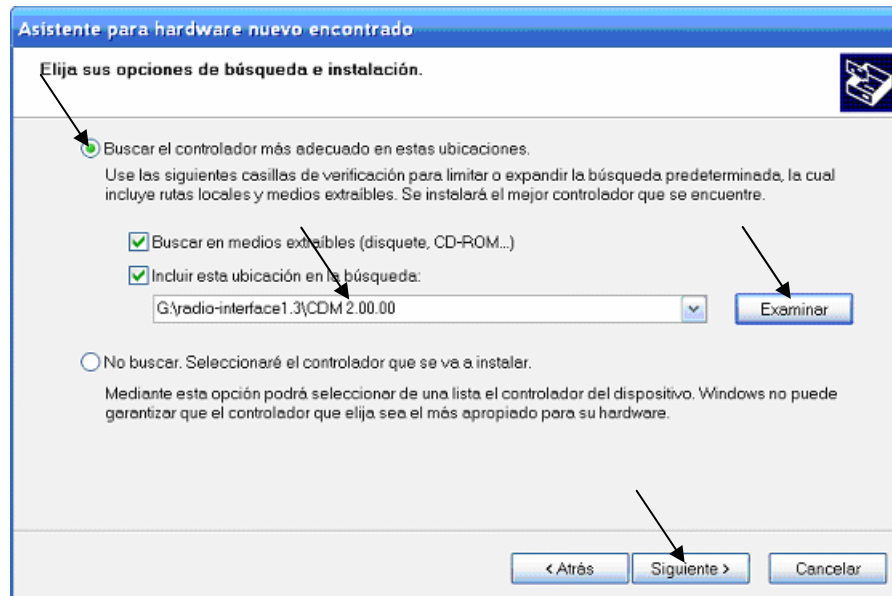 Asistente para hardware nuevo encontrado
Elija sus opciones de búsqueda e instalación.
Buscar el controlador más adecuado en estas ubicaciones.
Use las siguientes casillas de verificación para limitar o expandir la búsqueda predeterminada, la cual
incluye rutas locales y medios extraíbles. Se instalará el mejor controlador que se encuentre.
Buscar en medios extraíbles (disquete, CD-ROM...)
Incluir esta ubicación en la búsqueda:
G:\radio-interface1.3\CDM 2.00.00
Examinar
No buscar. Seleccionaré el controlador que se va a instalar.
Mediante esta opción podrá seleccionar de una lista el controlador del dispositivo. Windows no puede
garantizar que el controlador que elija sea el más apropiado para su hardware.
< Atrás Siguiente > Cancelar